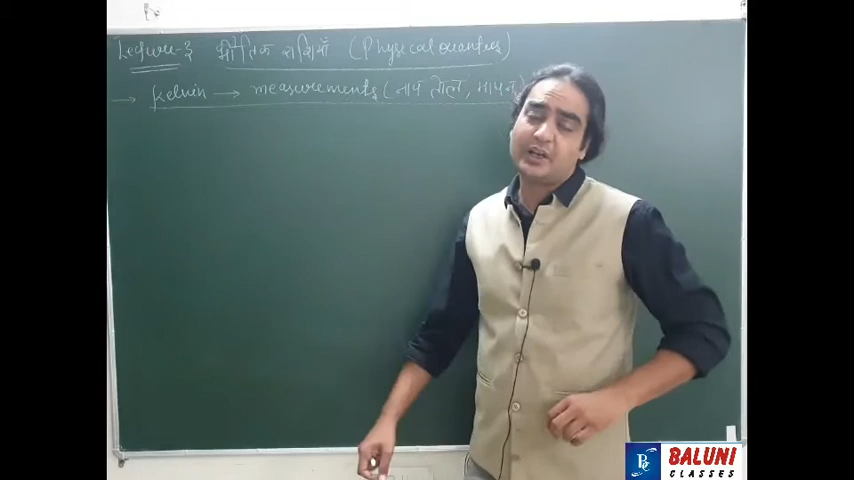 Lecture-3 भौतिक राशियाँ (Physical Quantities)
→ Kelvin → measurements (नाप तोल, मापन)
BALUNI
CLASSES